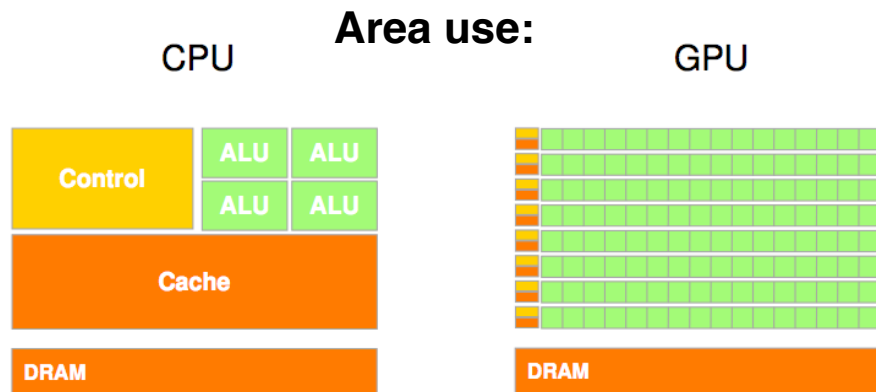 Area use:
CPU
GPU
Control
ALU ALU
ALU ALU
Cache
DRAM
DRAM